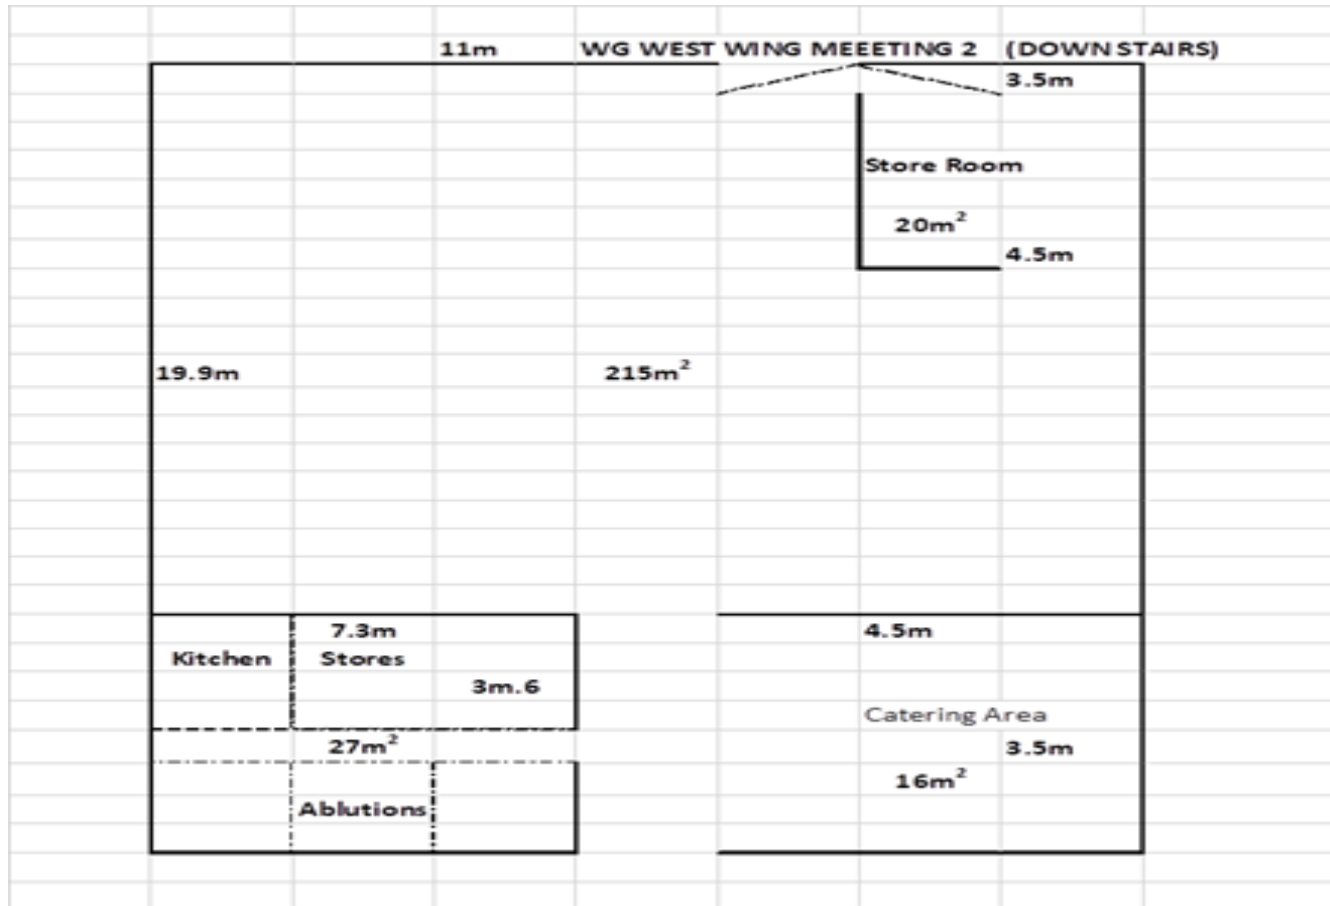 11m WG WEST WING MEEETING 2 (DOWN STAIRS)
3.5m
Store Room
20m²
4.5m
19.9m 215m²
7.3m 4.5m
Kitchen Stores
3m.6
Catering Area
27m² 3.5m
16m²
Ablutions